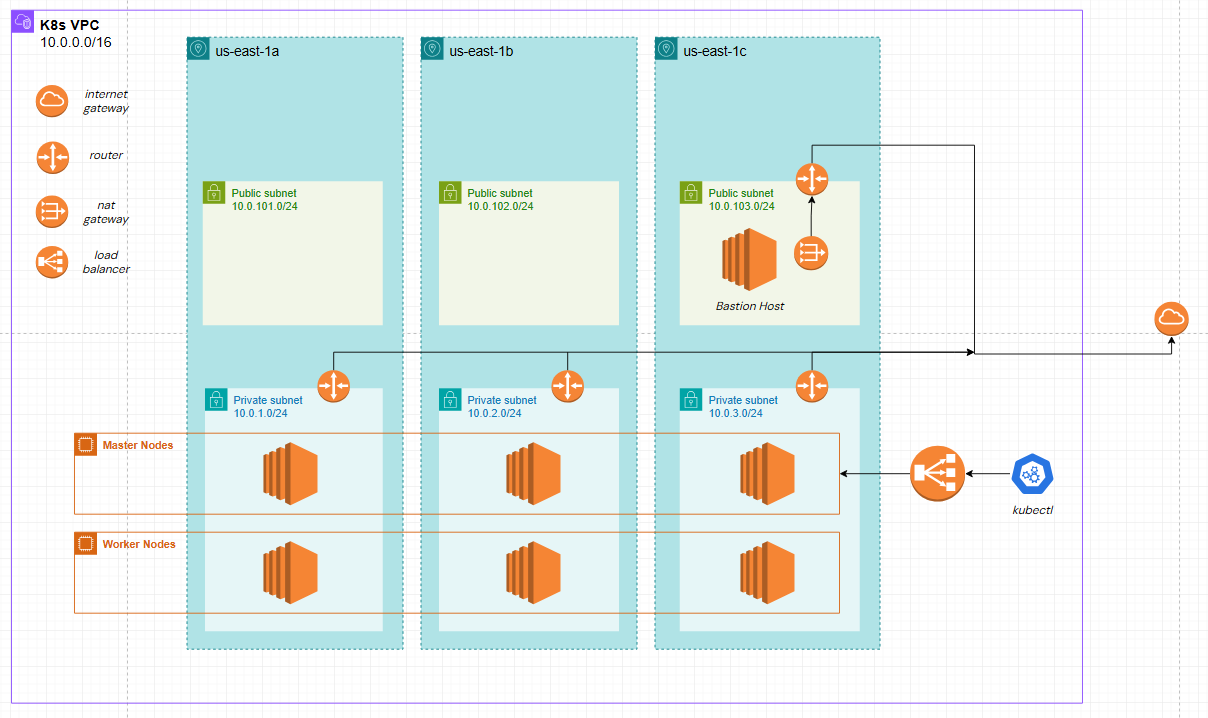 K8s VPC
10.0.0.0/16
internet
gateway
router
nat
gateway
load
balancer
us-east-1a
us-east-1b
us-east-1c
Public subnet
10.0.101.0/24
Public subnet
10.0.102.0/24
Public subnet
10.0.103.0/24
Bastion Host
Private subnet
10.0.1.0/24
Private subnet
10.0.2.0/24
Private subnet
10.0.3.0/24
Master Nodes
kubectl
Worker Nodes